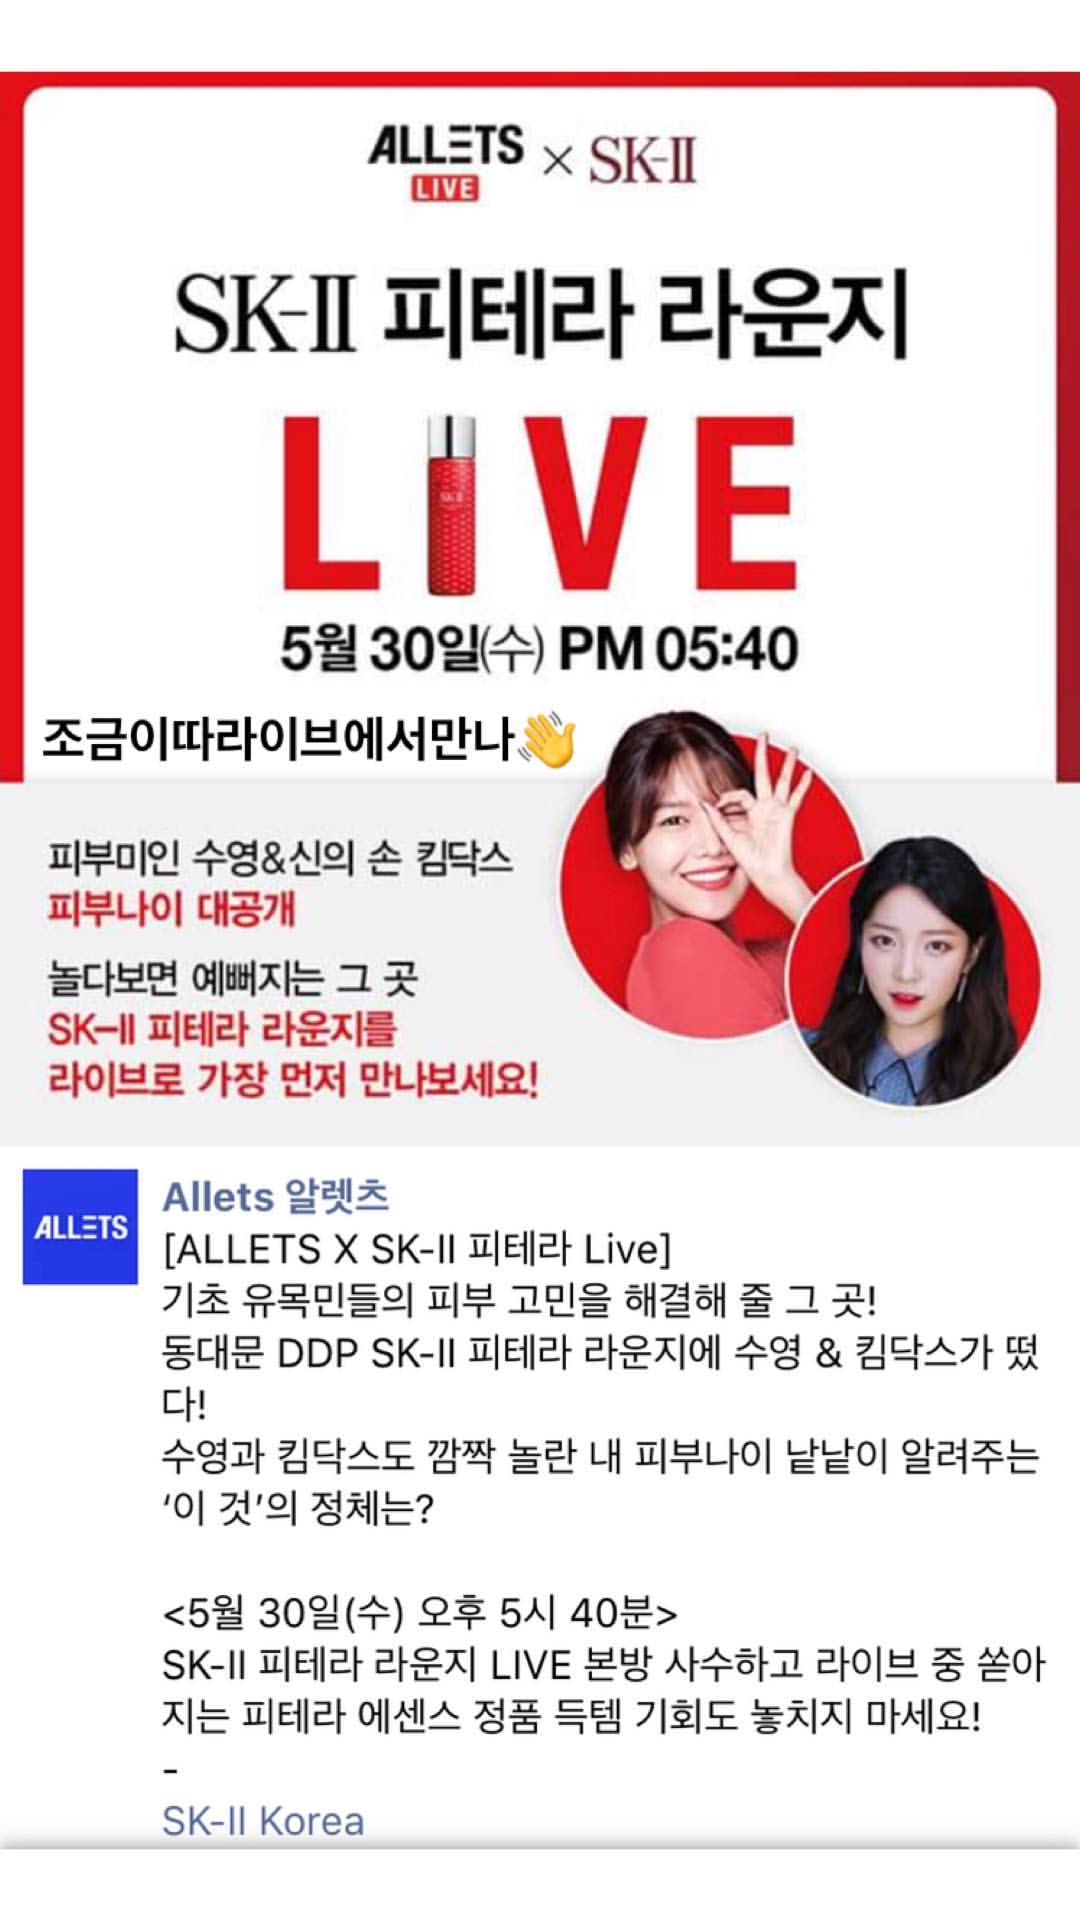 ALLETS × SK-II
LIVE
SK-II 피테라 라운지
LIVE
5월 30일(수) PM 05:40
조금이따라이브에서만나👋
피부미인 수영&신의 손 킴닥스
피부나이 대공개
놀다보면 예뻐지는 그 곳
SK-II 피테라 라운지를
라이브로 가장 먼저 만나보세요!
ALLETS
Allets 알렛츠
[ALLETS X SK-II 피테라 Live]
기초 유목민들의 피부 고민을 해결해 줄 그 곳!
동대문 DDP SK-II 피테라 라운지에 수영 & 킴닥스가 떴
다!
수영과 킴닥스도 깜짝 놀란 내 피부나이 낱낱이 알려주는
‘이 것’의 정체는?
<5월 30일(수) 오후 5시 40분>
SK-II 피테라 라운지 LIVE 본방 사수하고 라이브 중 쏟아
지는 피테라 에센스 정품 득템 기회도 놓치지 마세요!
-
SK-II Korea